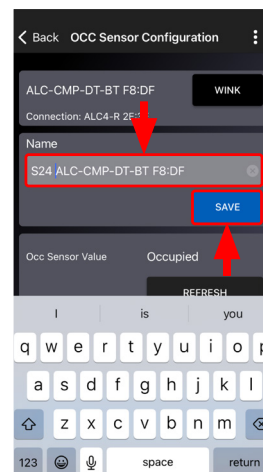 Back OCC Sensor Configuration
ALC-CMP-DT-BT F8:DF WINK
Connection: ALC4-R 2E:
Name
S24 ALC-CMP-DT-BT F8:DF
SAVE
Occ Sensor Value Occupied
REFRESH
I is you
q w e r t y u i o p
a s d f g h j k l
z x c v b n m
123 space return